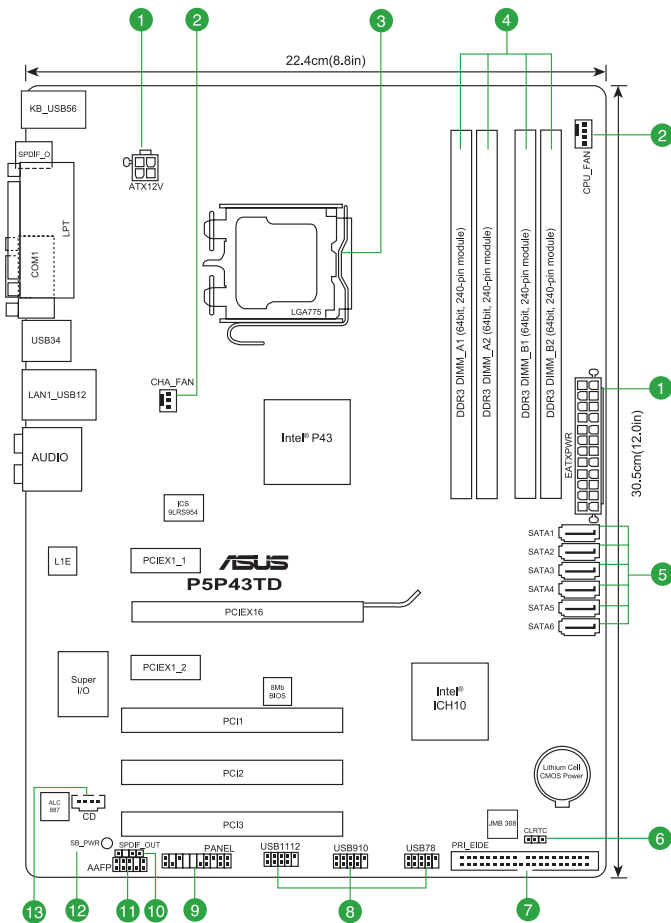 1
2
3
4
22.4cm(8.8in)
KB_USB56
SPDIF_O
ATX12V
CPU_FAN
2
LPT
COM1
LGA775
DDR3 DIMM_A1 (64bit, 240-pin module)
DDR3 DIMM_A2 (64bit, 240-pin module)
DDR3 DIMM_B1 (64bit, 240-pin module)
DDR3 DIMM_B2 (64bit, 240-pin module)
USB34
LAN1_USB12
CHA_FAN
1
EATXPWR
30.5cm(12.0in)
AUDIO
Intel® P43
ICS
9LRS954
SATA1
SATA2
SATA3
SATA4
SATA5
SATA6
5
L1E
PCIEX1_1
ASUS
P5P43TD
PCIEX16
PCIEX1_2
Super
I/O
8Mb
BIOS
Intel®
ICH10
PCI1
PCI2
PCI3
Lithium Cell
CMOS Power
ALC
887
CD
JMB 368
CLRTC
6
SB_PWR
SPDIF_OUT
AAFP
PANEL
USB1112
USB910
USB78
PRI_EIDE
13
12
11
10
9
8
7